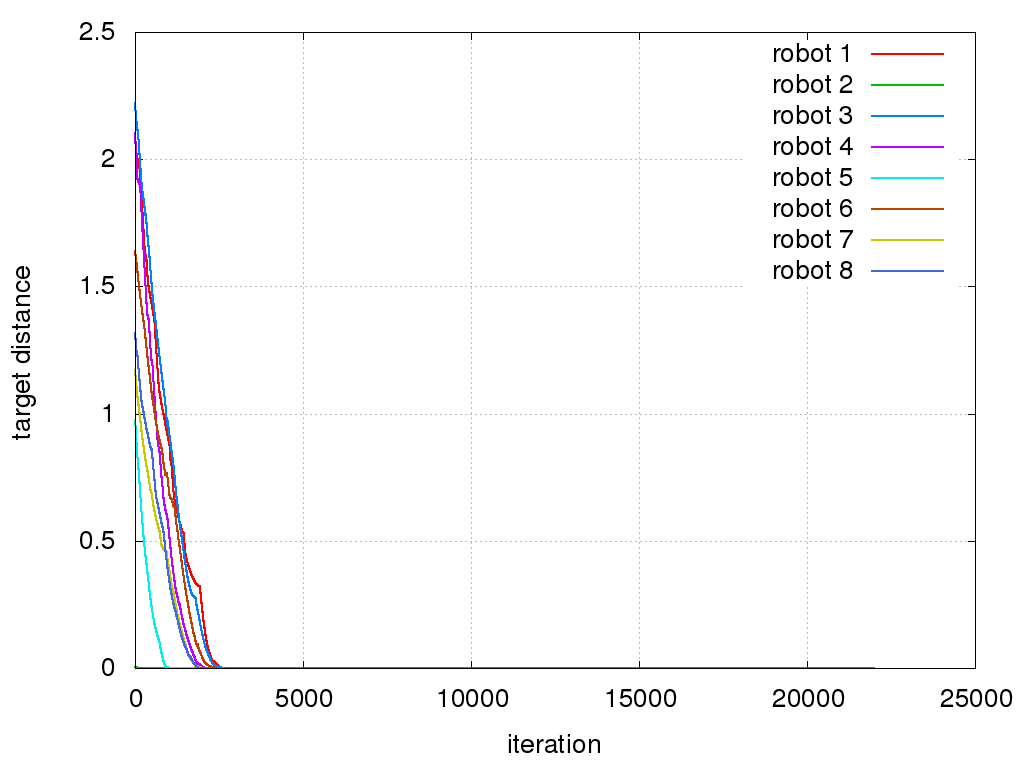 2.5
2
1.5
1
0.5
0
0 5000 10000 15000 20000 25000
target distance
iteration
robot 1
robot 2
robot 3
robot 4
robot 5
robot 6
robot 7
robot 8